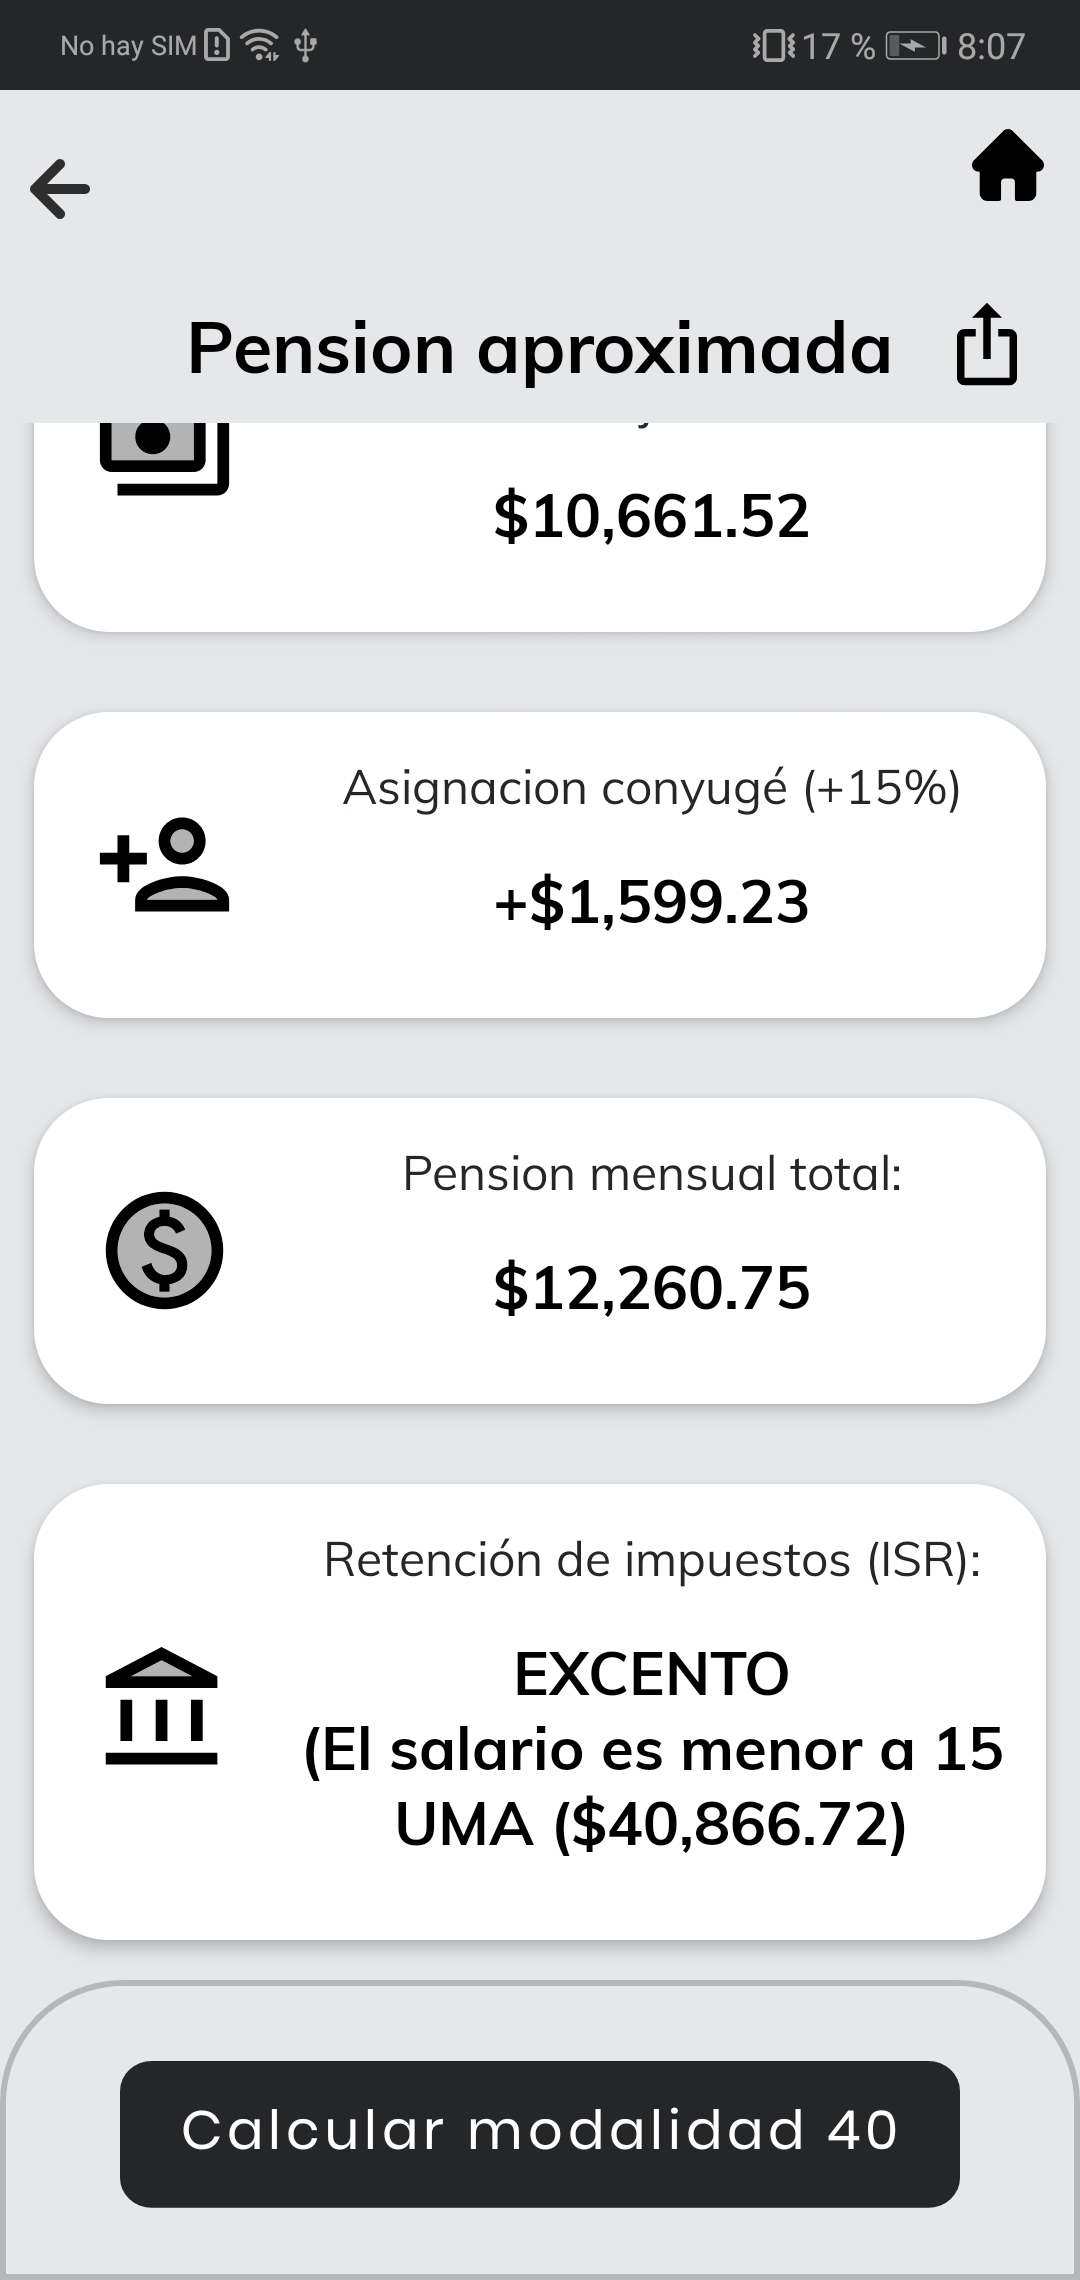 No hay SIM
17 %
8:07
Pension aproximada
$10,661.52
Asignacion conyugé (+15%)
+$1,599.23
Pension mensual total:
$12,260.75
Retención de impuestos (ISR):
EXCENTO
(El salario es menor a 15
UMA ($40,866.72)
Calcular modalidad 40